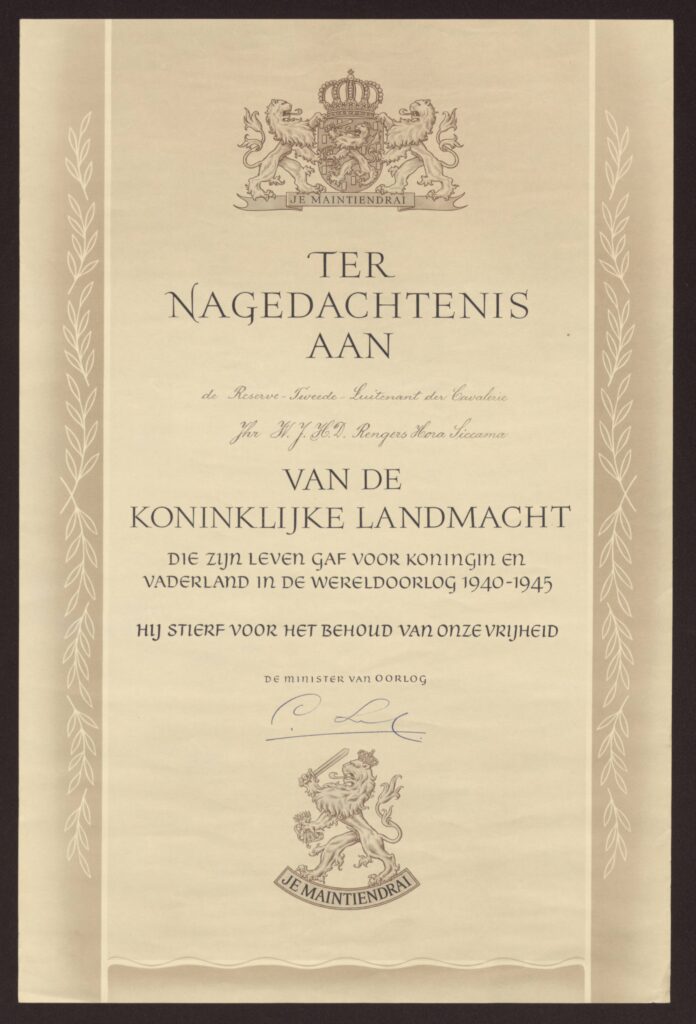 JE MAINTIENDRAI
TER
NAGEDACHTENIS
AAN
de Reserve-Tweede-Luitenant der Cavalerie
Jhr W. J. H. D. Rengers Hora Siccama
VAN DE
KONINKLIJKE LANDMACHT
DIE ZIJN LEVEN GAF VOOR KONINGIN EN
VADERLAND IN DE WERELDOORLOG 1940-1945
HIJ STIERF VOOR HET BEHOUD VAN ONZE VRIJHEID
DE MINISTER VAN OORLOG
JE MAINTIENDRAI